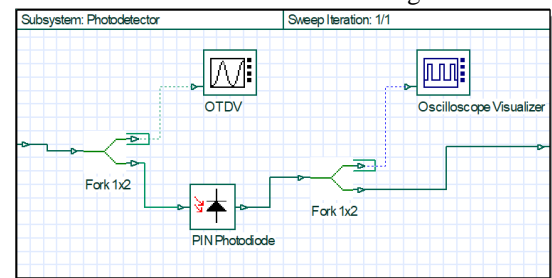 Subsystem: Photodetector
Sweep Iteration: 1/1
OTDV
Oscilloscope Visualizer
Fork 1x2
Fork 1x2
PIN Photodiode